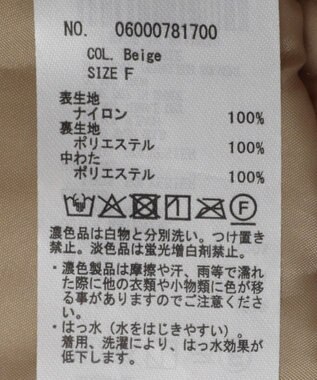 NO. 06000781700
COL. Beige
SIZE F
表生地
ナイロン 100%
裏生地
ポリエステル 100%
中わた
ポリエステル 100%
濃色品は白物と分別洗い。つけ置き
禁止。淡色品は蛍光増白剤禁止。
・濃色製品は摩擦や汗、雨等で濡れ
た際に他の衣類や小物類に色が移
る事がありますのでご注意くださ
い。
・はっ水（水をはじきやすい）。
着用、洗濯により、はっ水効果が
低下します。